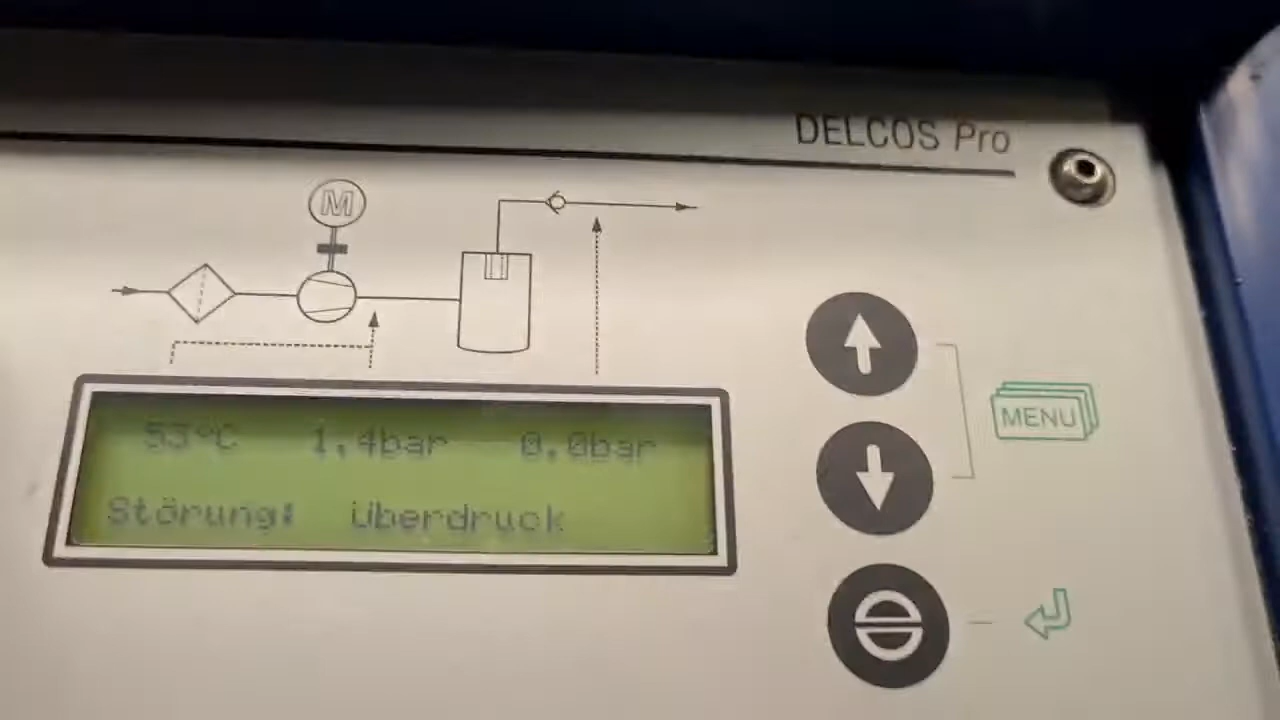 DELCOS Pro
M
MENU
53°C 1,4bar 0.0bar
Störung: Überdruck